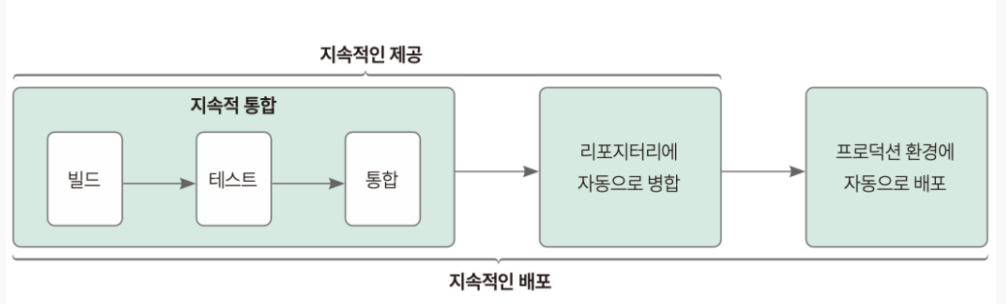 지속적인 제공
지속적 통합
빌드
테스트
통합
리포지터리에
자동으로 병합
프로덕션 환경에
자동으로 배포
지속적인 배포